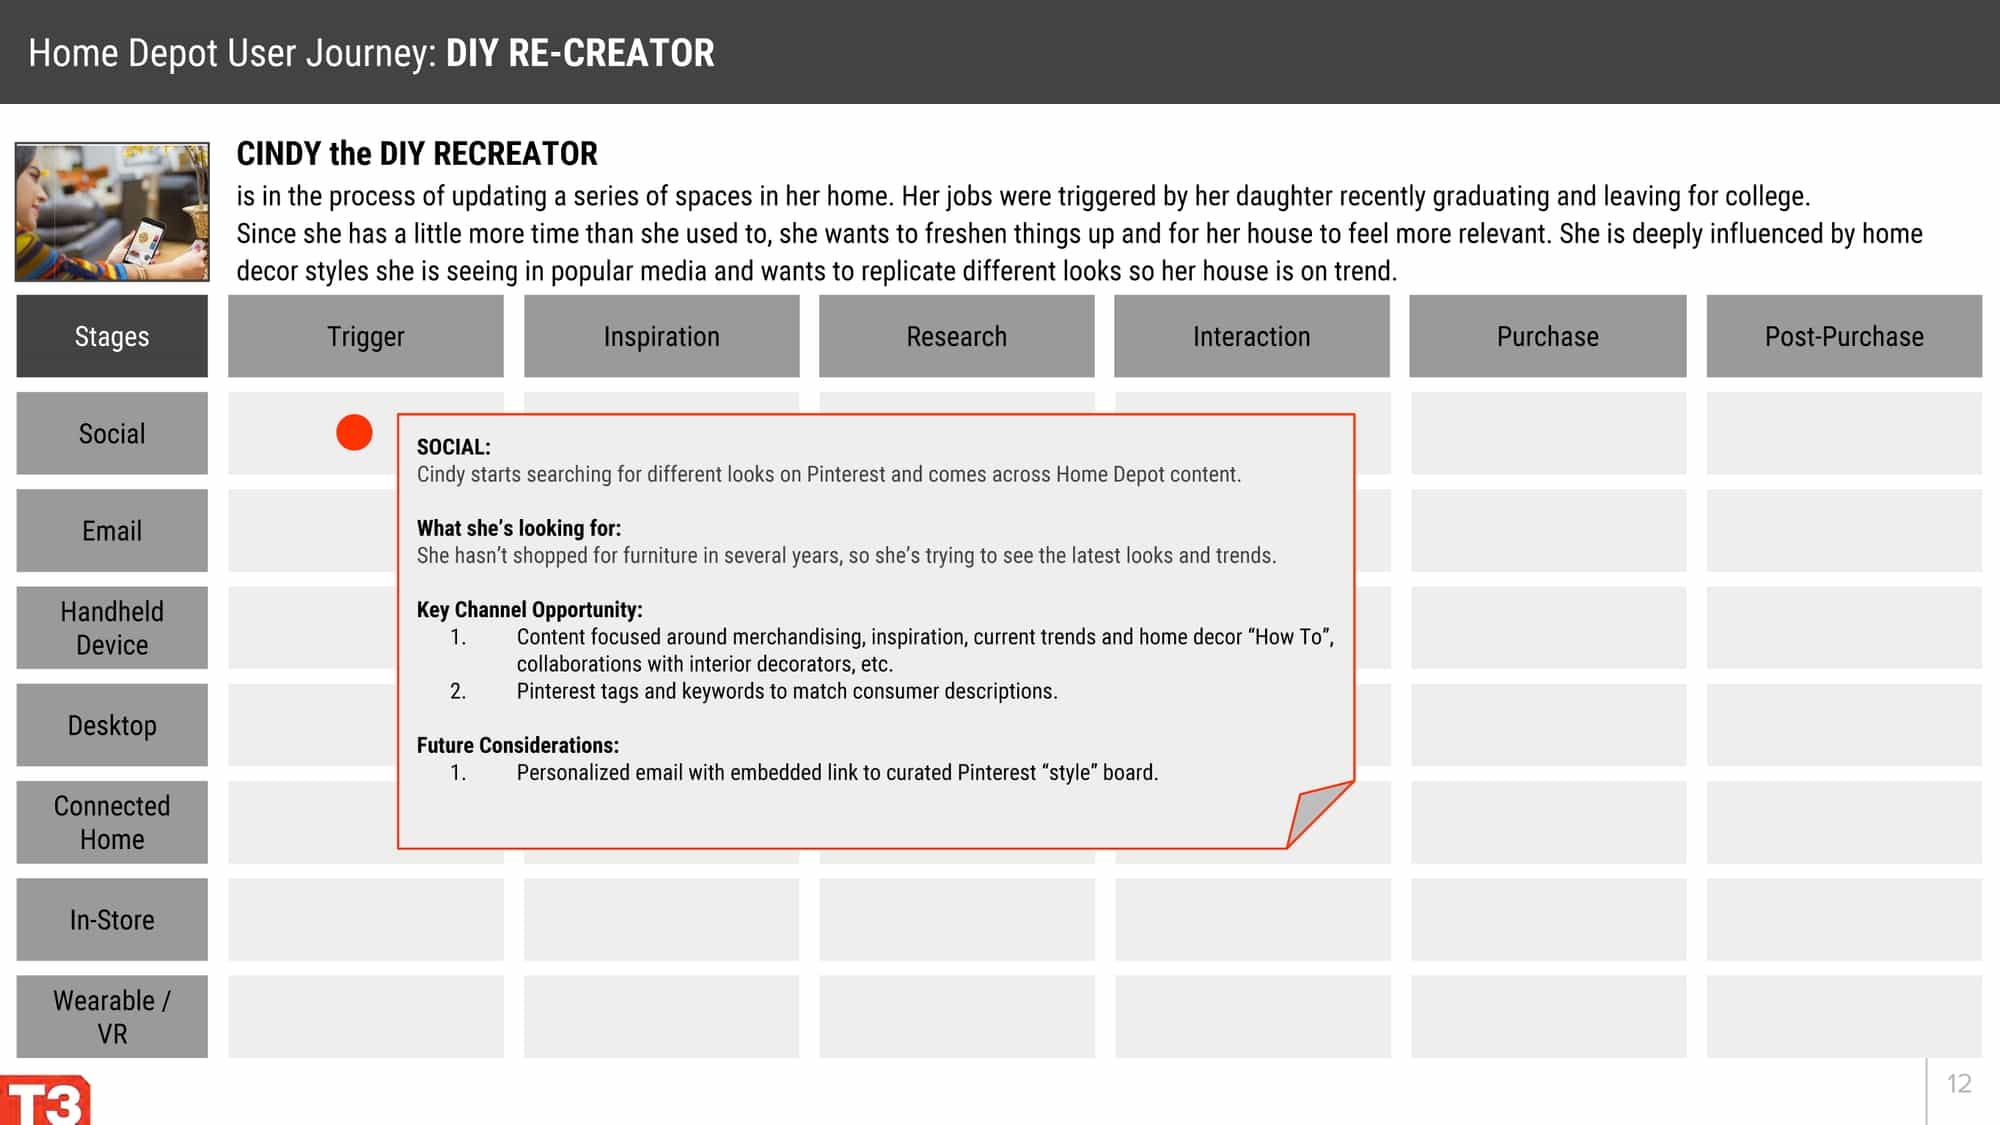 Home Depot User Journey: DIY RE-CREATOR
CINDY the DIY RECREATOR
is in the process of updating a series of spaces in her home. Her jobs were triggered by her daughter recently graduating and leaving for college.
Since she has a little more time than she used to, she wants to freshen things up and for her house to feel more relevant. She is deeply influenced by home
decor styles she is seeing in popular media and wants to replicate different looks so her house is on trend.
Stages
Trigger
Inspiration
Research
Interaction
Purchase
Post-Purchase
Social
SOCIAL:
Cindy starts searching for different looks on Pinterest and comes across Home Depot content.
What she’s looking for:
She hasn’t shopped for furniture in several years, so she’s trying to see the latest looks and trends.
Key Channel Opportunity:
1. Content focused around merchandising, inspiration, current trends and home decor “How To”,
collaborations with interior decorators, etc.
2. Pinterest tags and keywords to match consumer descriptions.
Future Considerations:
1. Personalized email with embedded link to curated Pinterest “style” board.
Email
Handheld
Device
Desktop
Connected
Home
In-Store
Wearable /
VR
T3
12